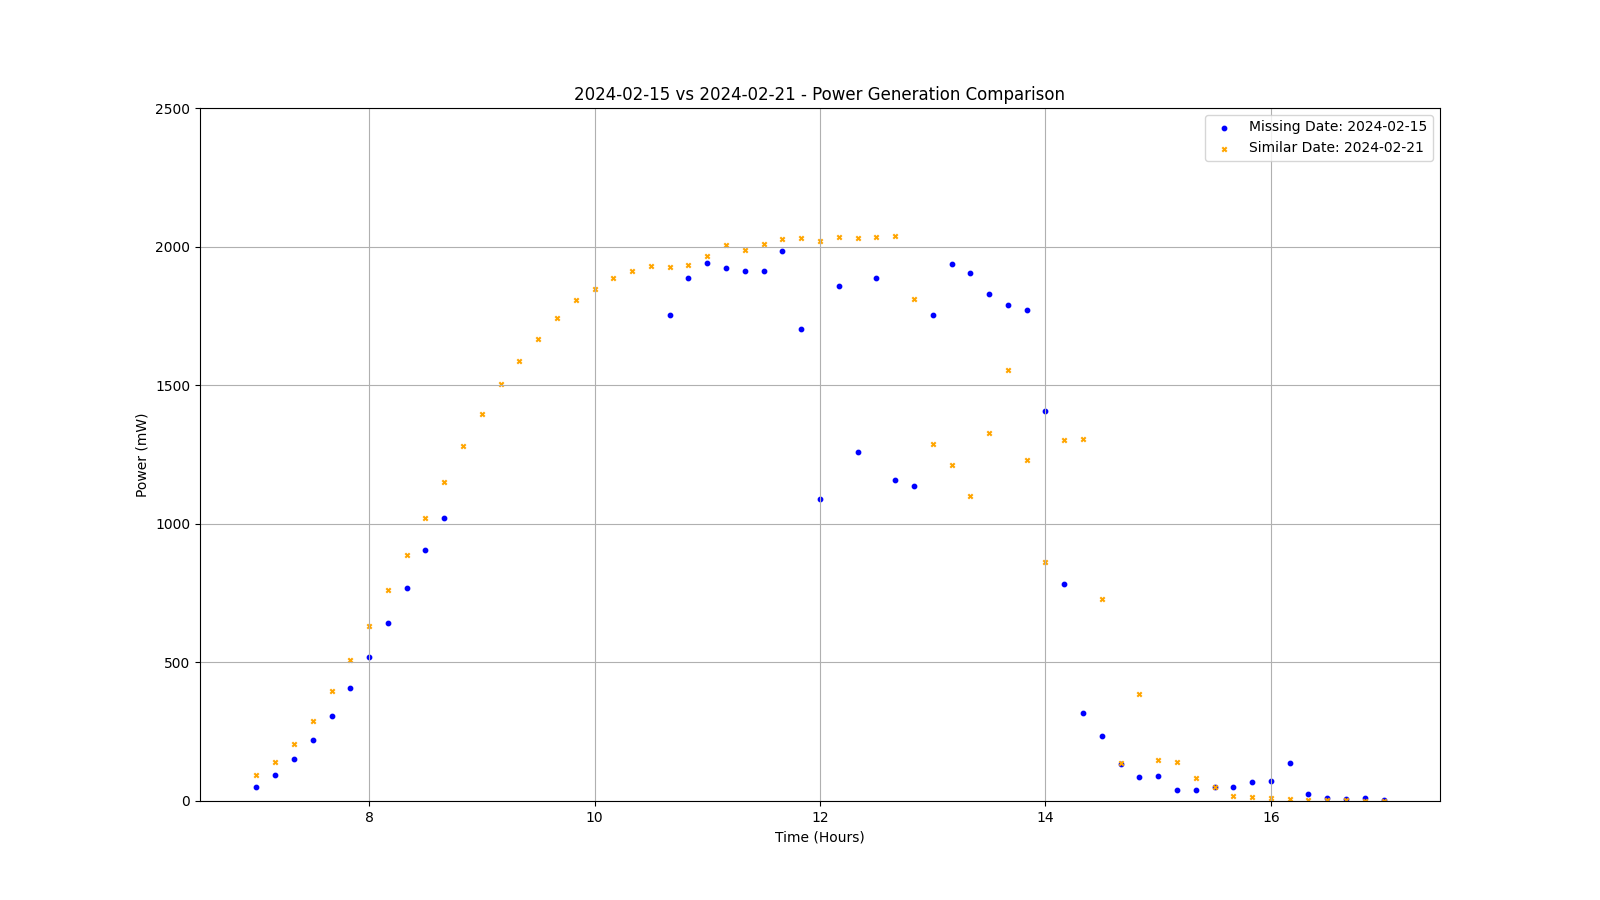 2024-02-15 vs 2024-02-21 - Power Generation Comparison
Missing Date: 2024-02-15
Similar Date: 2024-02-21
2500
2000
1500
1000
500
0
Power (mW)
8
10
12
14
16
Time (Hours)